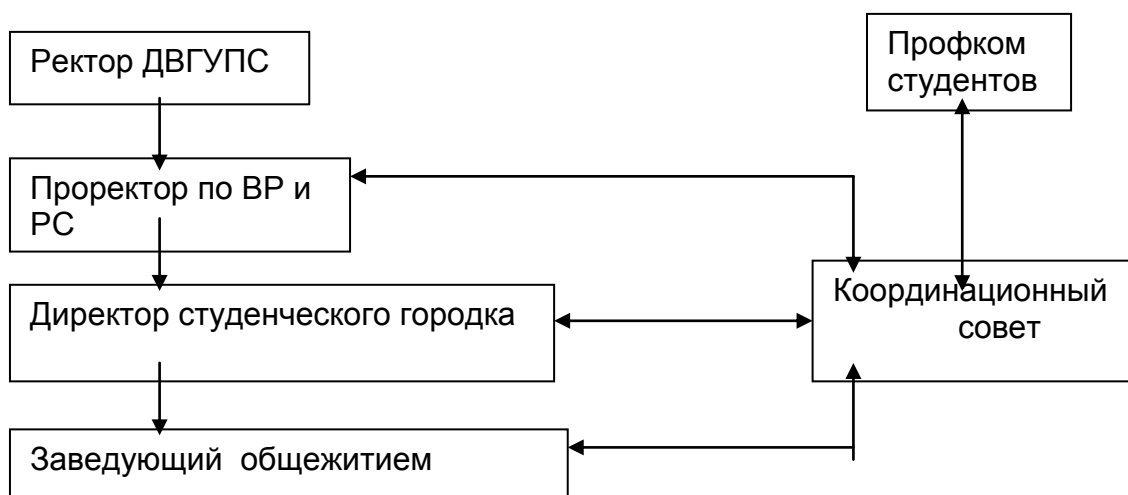 Ректор ДВГУПС
Профком
студентов
Проректор по ВР и
РС
Директор студенческого городка
Координационный
совет
Заведующий общежитием